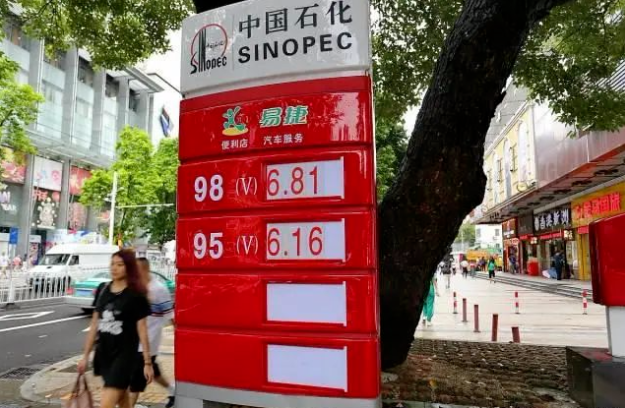 SINOPEC
中国石化
SINOPEC
易捷
便利店 汽车服务
98 (V) 6.81
95 (V) 6.16